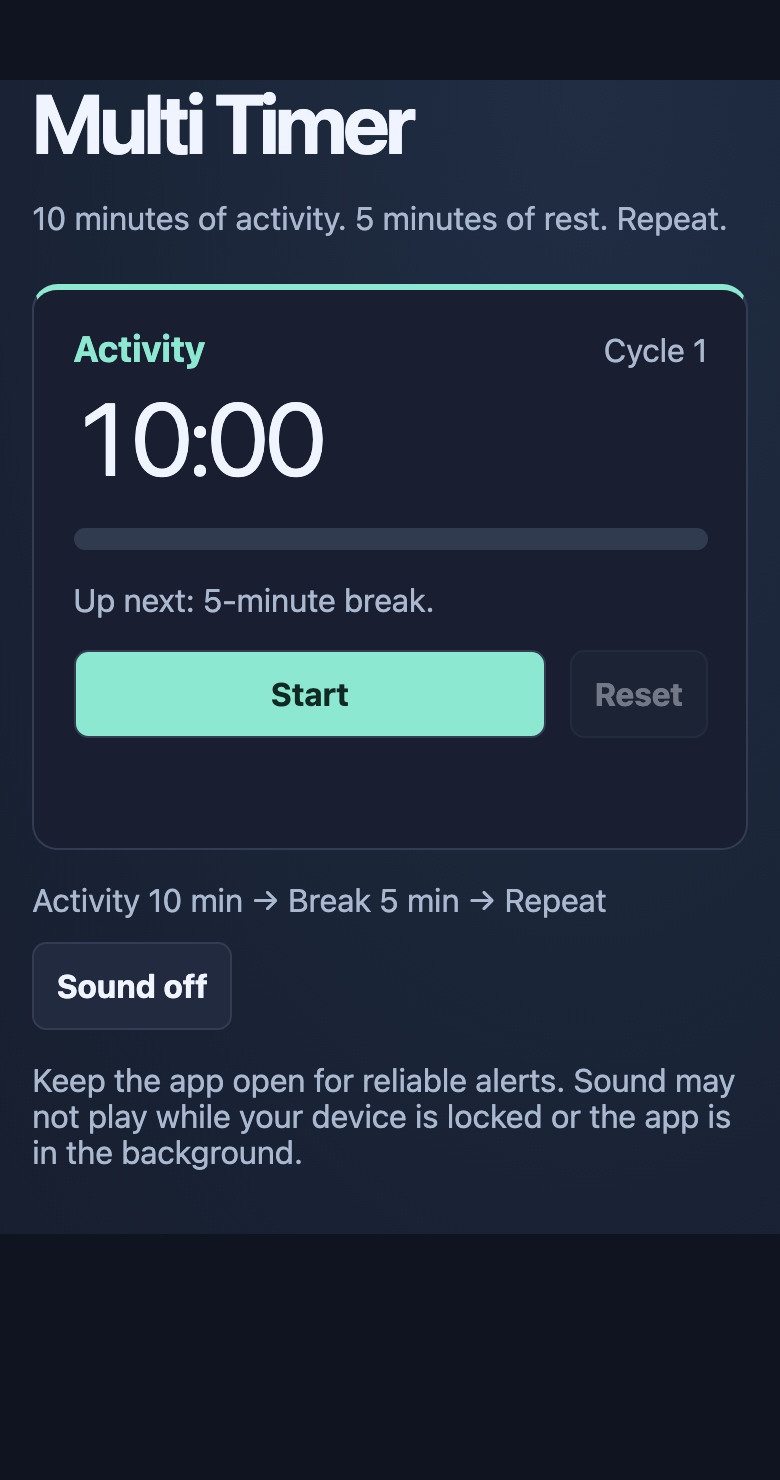 Multi Timer
10 minutes of activity. 5 minutes of rest. Repeat.
Activity
Cycle 1
10:00
Up next: 5-minute break.
Start
Reset
Activity 10 min → Break 5 min → Repeat
Sound off
Keep the app open for reliable alerts. Sound may
not play while your device is locked or the app is
in the background.